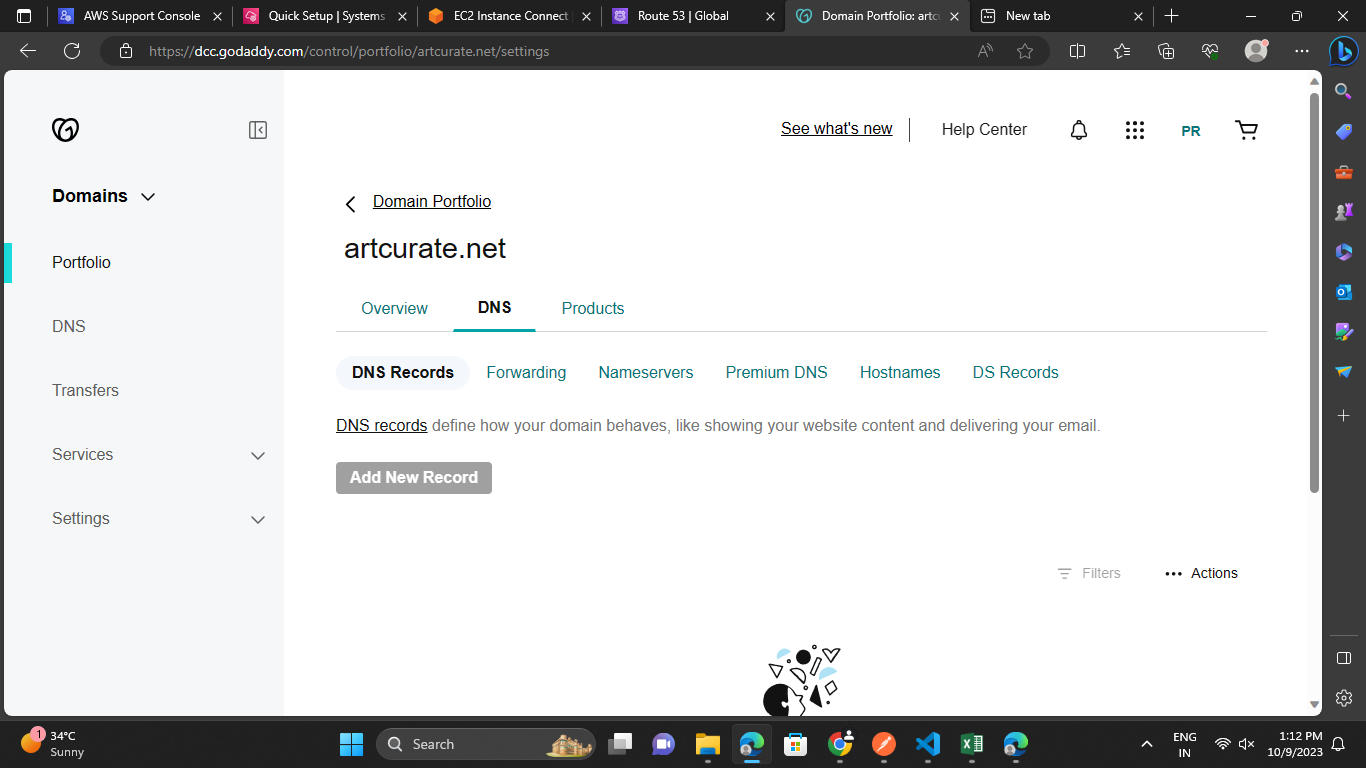 AWS Support Console
Quick Setup | Systems
EC2 Instance Connect
Route 53 | Global
Domain Portfolio: artc
New tab
https://dcc.godaddy.com/control/portfolio/artcurate.net/settings
See what's new
Help Center
PR
Domains
Portfolio
DNS
Transfers
Services
Settings
Domain Portfolio
artcurate.net
Overview
DNS
Products
DNS Records
Forwarding
Nameservers
Premium DNS
Hostnames
DS Records
DNS records define how your domain behaves, like showing your website content and delivering your email.
Add New Record
Filters
Actions
1
34°C
Sunny
Search
ENG
IN
1:12 PM
10/9/2023